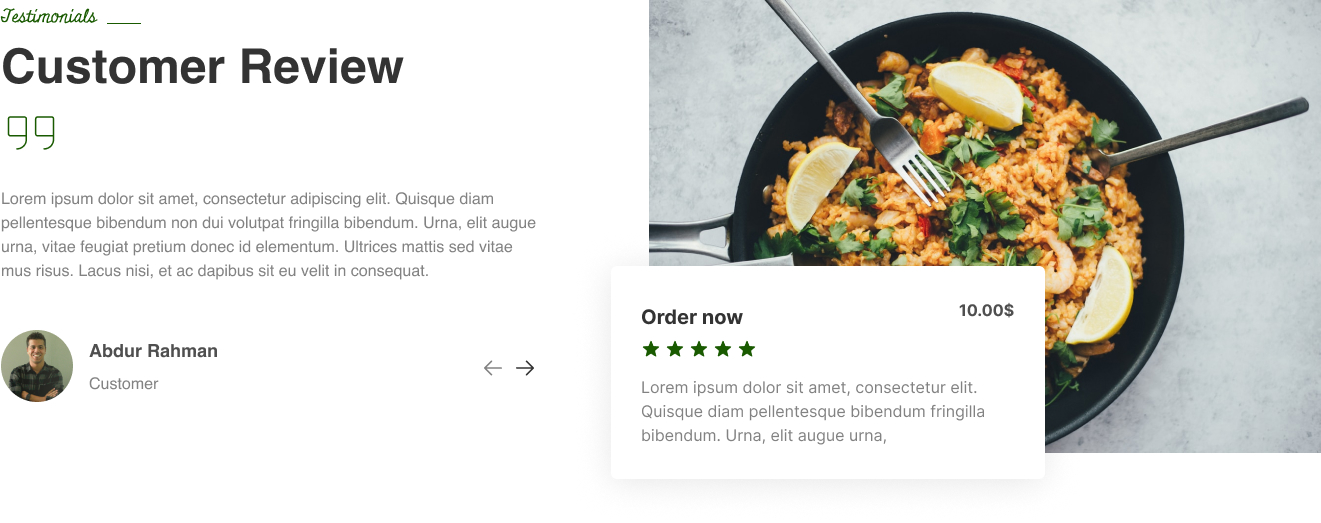 Testimonials
Customer Review
Lorem ipsum dolor sit amet, consectetur adipiscing elit. Quisque diam
pellentesque bibendum non dui volutpat fringilla bibendum. Urna, elit augue
urna, vitae feugiat pretium donec id elementum. Ultrices mattis sed vitae
mus risus. Lacus nisi, et ac dapibus sit eu velit in consequat.
Abdur Rahman
Customer
Order now
10.00$
Lorem ipsum dolor sit amet, consectetur elit.
Quisque diam pellentesque bibendum fringilla
bibendum. Urna, elit augue urna,